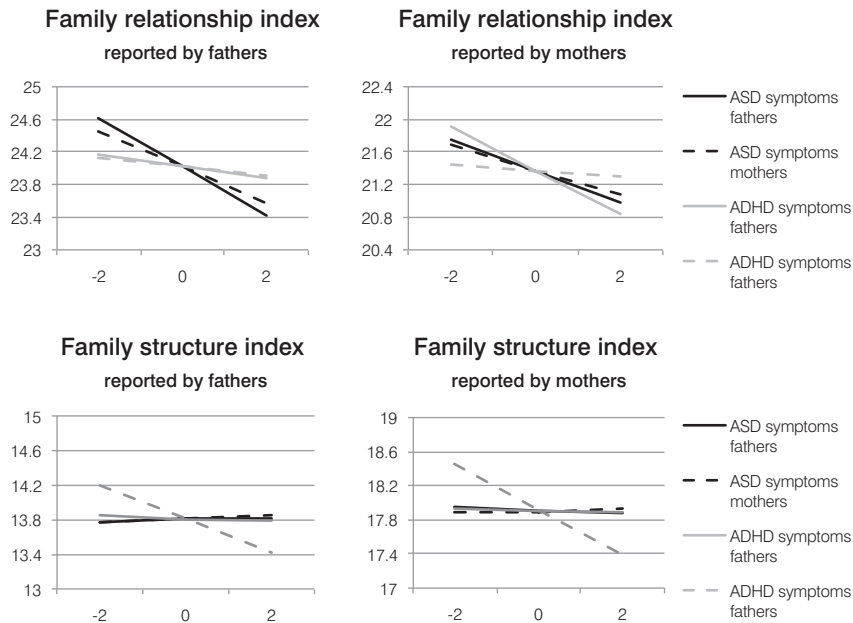 Family relationship index
reported by fathers
25
24.6
24.2
23.8
23.4
23
-2
0
2
Family relationship index
reported by mothers
22.4
22
21.6
21.2
20.8
20.4
-2
0
2
ASD symptoms
fathers
ASD symptoms
mothers
ADHD symptoms
fathers
ADHD symptoms
fathers
Family structure index
reported by fathers
15
14.6
14.2
13.8
13.4
13
-2
0
2
Family structure index
reported by mothers
19
18.6
18.2
17.8
17.4
17
-2
0
2
ASD symptoms
fathers
ASD symptoms
mothers
ADHD symptoms
fathers
ADHD symptoms
fathers